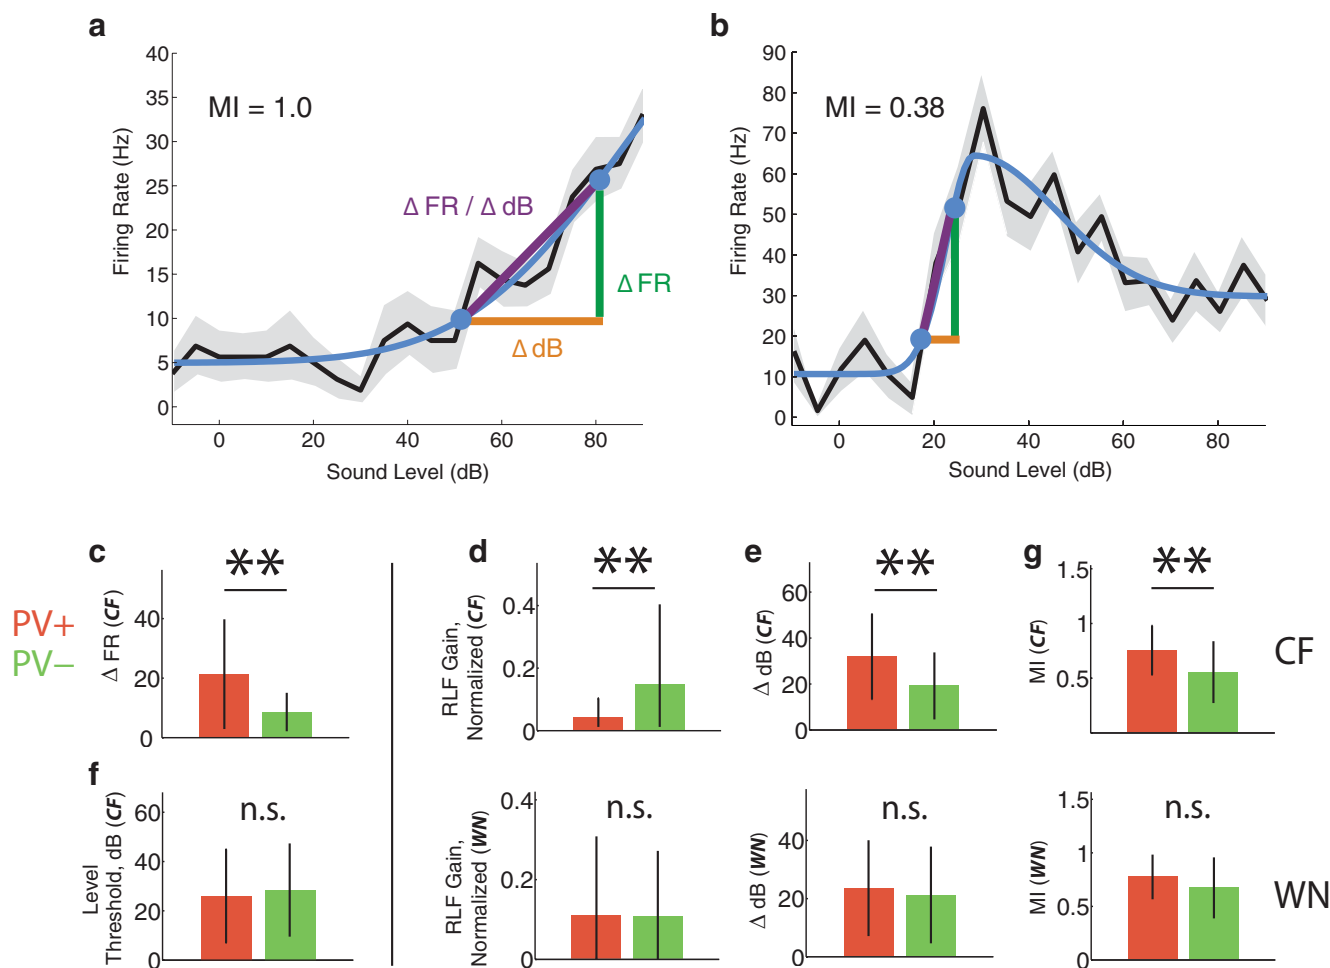 a
MI = 1.0
Firing Rate (Hz)
40
35
30
25
20
15
10
5
0
Δ FR / Δ dB
Δ FR
Δ dB
0 20 40 60 80
Sound Level (dB)
b
MI = 0.38
Firing Rate (Hz)
90
80
70
60
50
40
30
20
10
0
0 20 40 60 80
Sound Level (dB)
PV+
PV−
c
**
Δ FR (CF)
40
20
0
d
**
RLF Gain,
Normalized (CF)
0.4
0.2
0
e
**
Δ dB (CF)
60
40
20
0
g
**
MI (CF)
1.5
1
0.5
CF
f
n.s.
Level
Threshold, dB (CF)
60
40
20
0
n.s.
RLF Gain,
Normalized (WN)
0.4
0.2
0
n.s.
Δ dB (WN)
40
20
0
n.s.
MI (WN)
1.5
1
0.5
0
WN